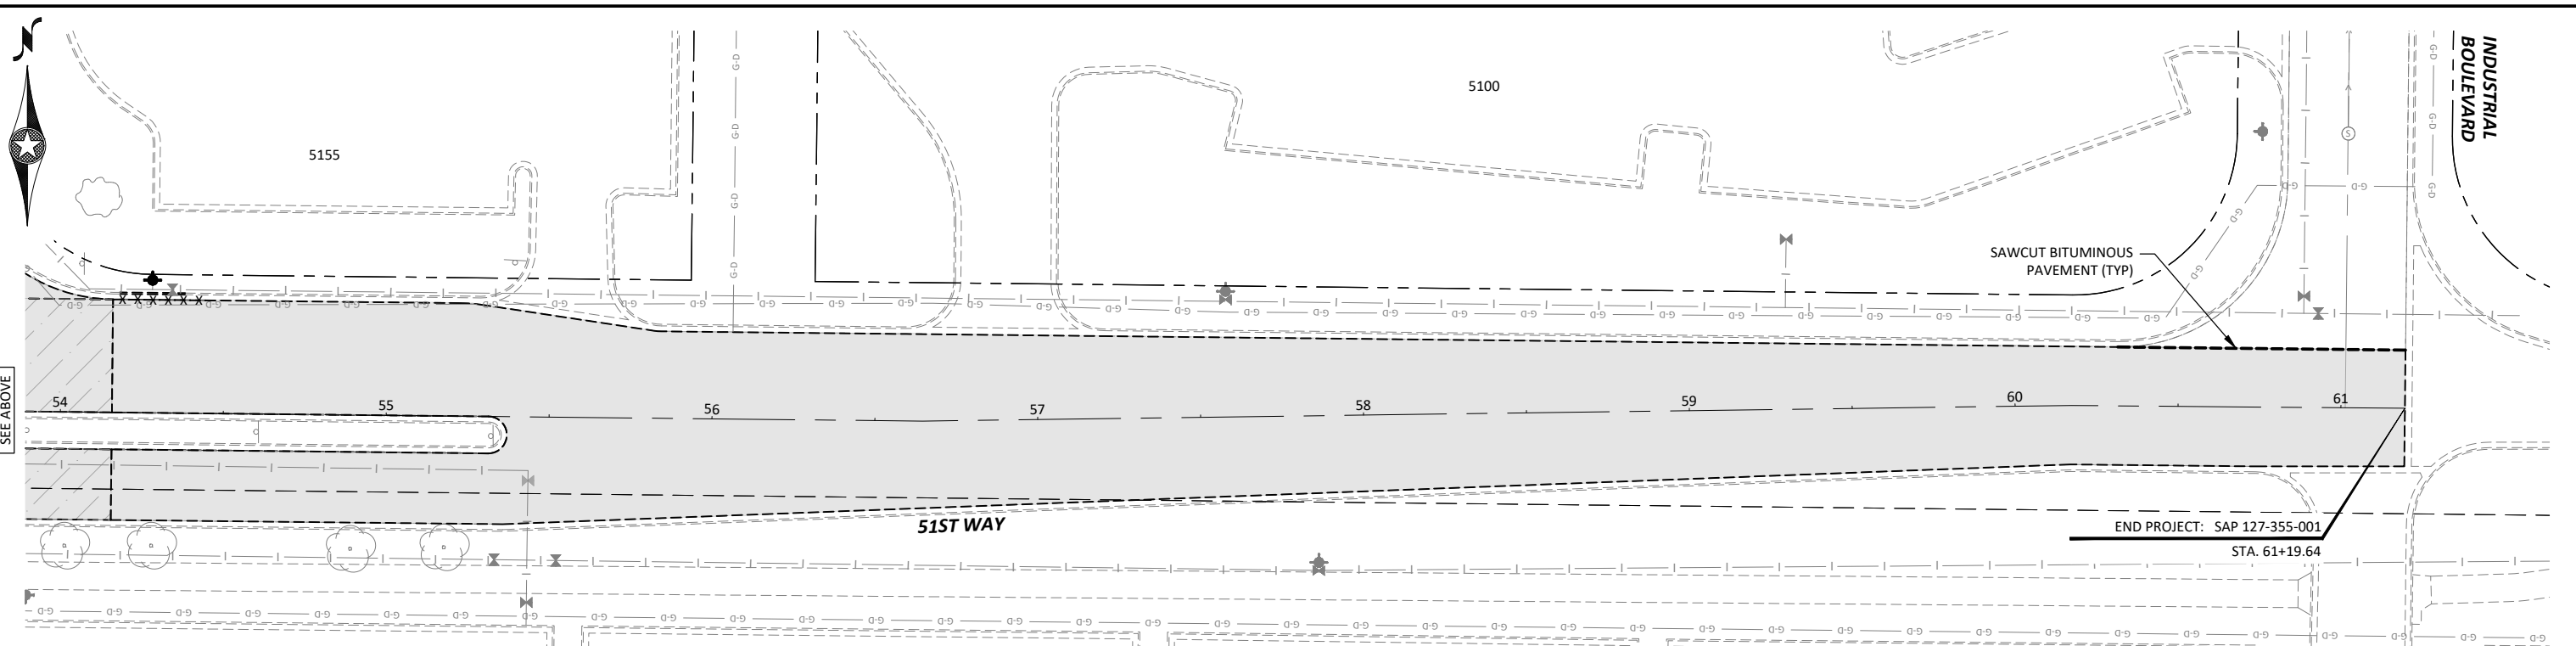 N
INDUSTRIAL
BOULEVARD
5100
5155
SAWCUT BITUMINOUS
PAVEMENT (TYP)
SEE ABOVE
54
55
56
57
58
59
60
61
51ST WAY
END PROJECT: SAP 127-355-001
STA. 61+19.64
G-D
S
I
X X X X X X